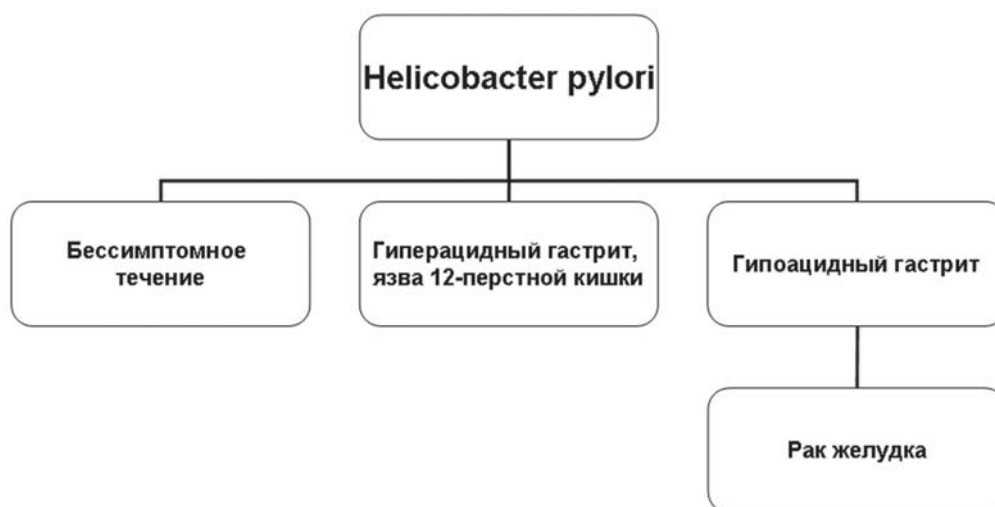 Helicobacter pylori
Бессимптомное
течение
Гиперацидный гастрит,
язва 12-перстной кишки
Гипоацидный гастрит
Рак желудка